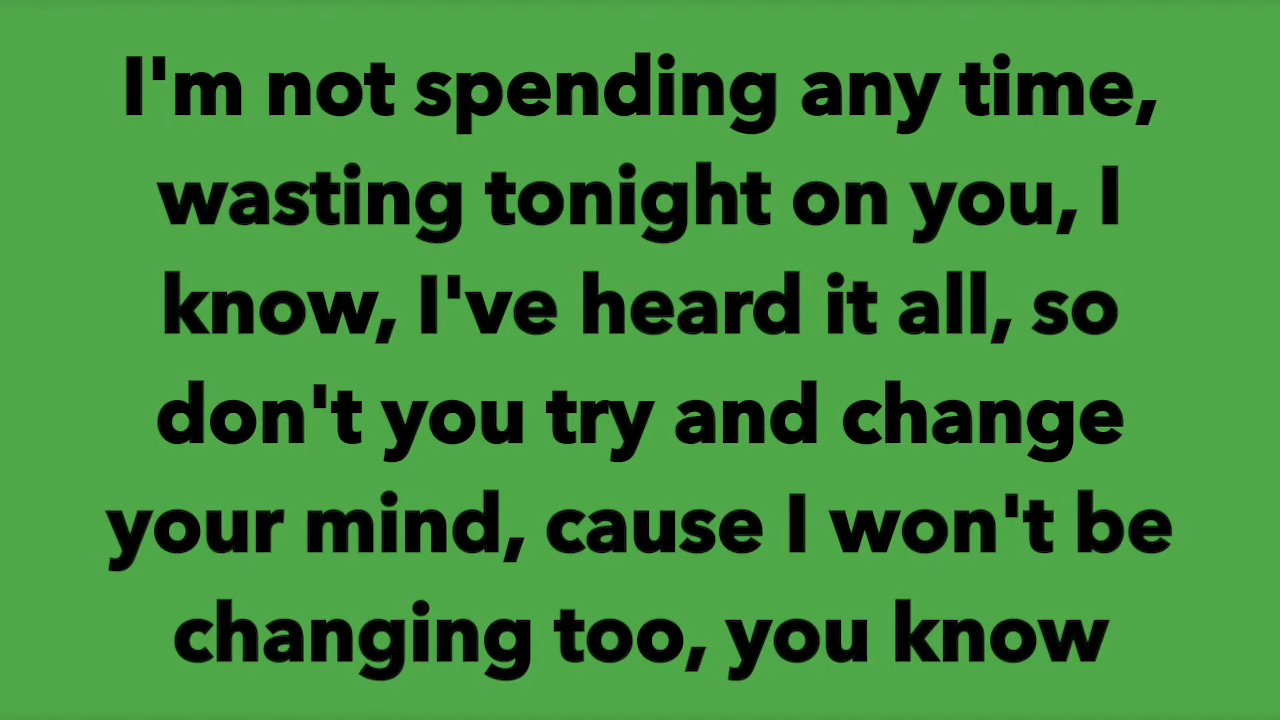 I'm not spending any time,
wasting tonight on you, I
know, I've heard it all, so
don't you try and change
your mind, cause I won't be
changing too, you know